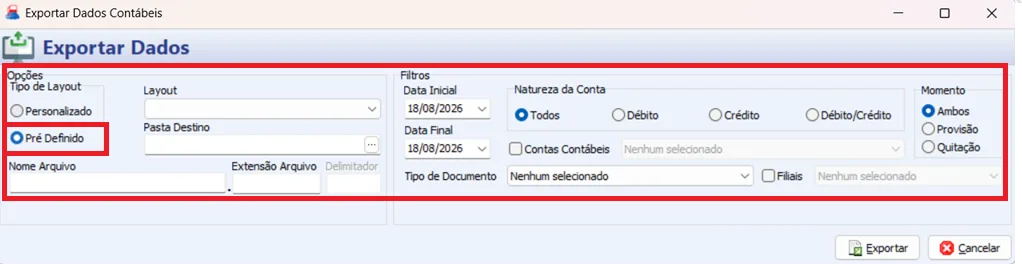 Exportar Dados Contábeis
Exportar Dados
Opções
Tipo de Layout
Personalizado
Pré Definido
Layout
Pasta Destino
...
Nome Arquivo
.
Extensão Arquivo
Delimitador
Filtros
Data Inicial
18/08/2026
Data Final
18/08/2026
Natureza da Conta
Todos
Débito
Crédito
Débito/Crédito
Contas Contábeis
Nenhum selecionado
Tipo de Documento
Nenhum selecionado
Filiais
Nenhum selecionado
Momento
Ambos
Provisão
Quitação
Exportar
Cancelar